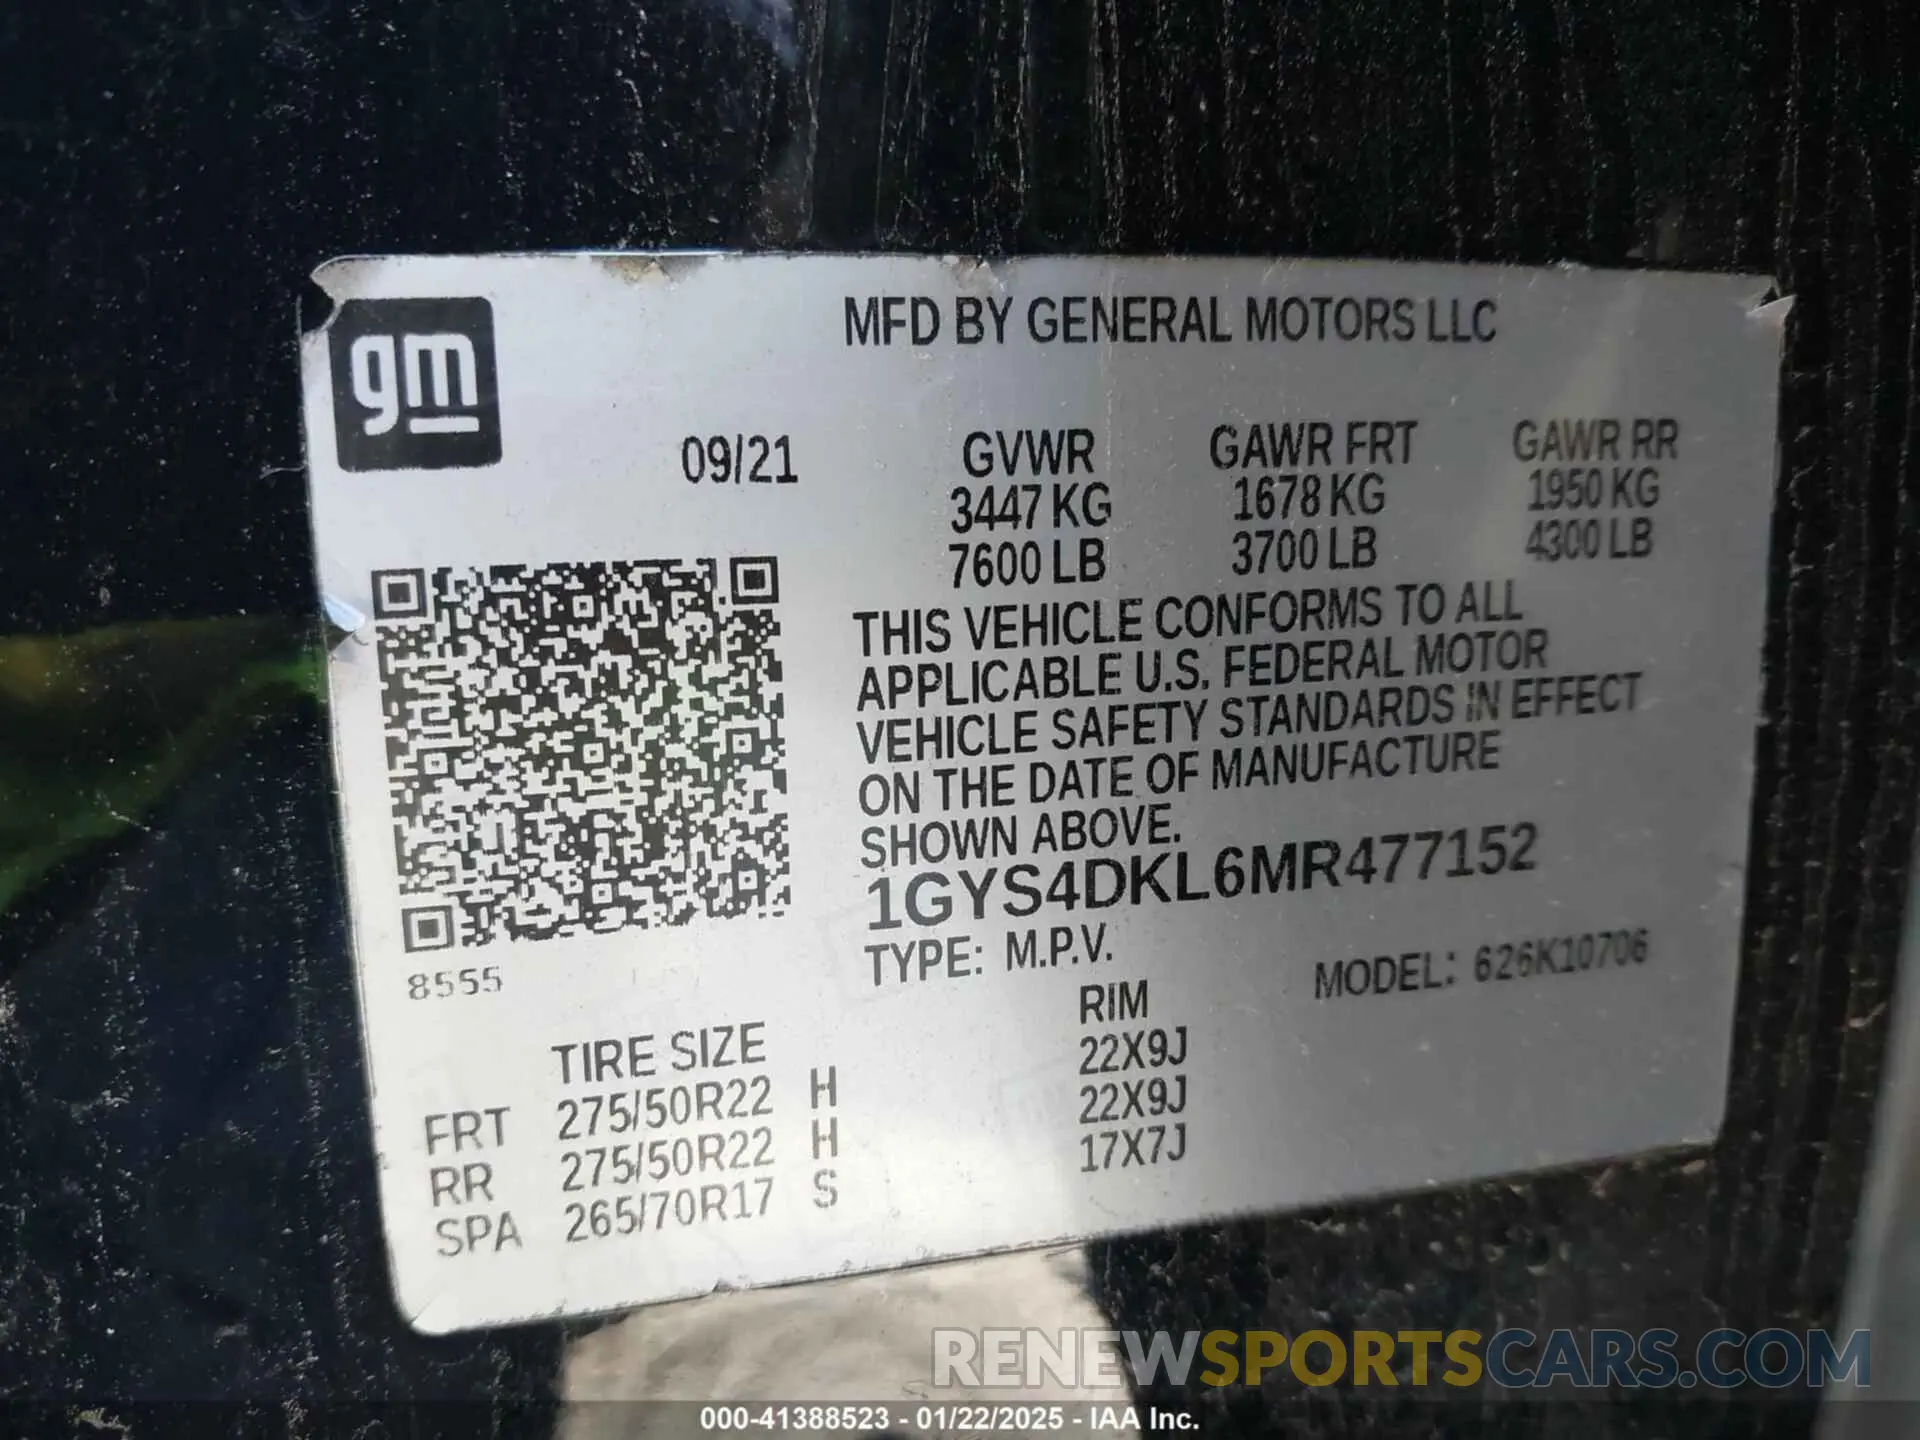 gm
MFD BY GENERAL MOTORS LLC
09/21 GVWR GAWR FRT GAWR RR
3447 KG 1678 KG 1950 KG
7600 LB 3700 LB 4300 LB
THIS VEHICLE CONFORMS TO ALL
APPLICABLE U.S. FEDERAL MOTOR
VEHICLE SAFETY STANDARDS IN EFFECT
ON THE DATE OF MANUFACTURE
SHOWN ABOVE.
1GYS4DKL6MR477152
TYPE: M.P.V. MODEL: 626K10706
8555
TIRE SIZE RIM
FRT 275/50R22 H 22X9J
RR 275/50R22 H 22X9J
SPA 265/70R17 S 17X7J
RENEWSPORTSCARS.COM
000-41388523 - 01/22/2025 - IAA Inc.